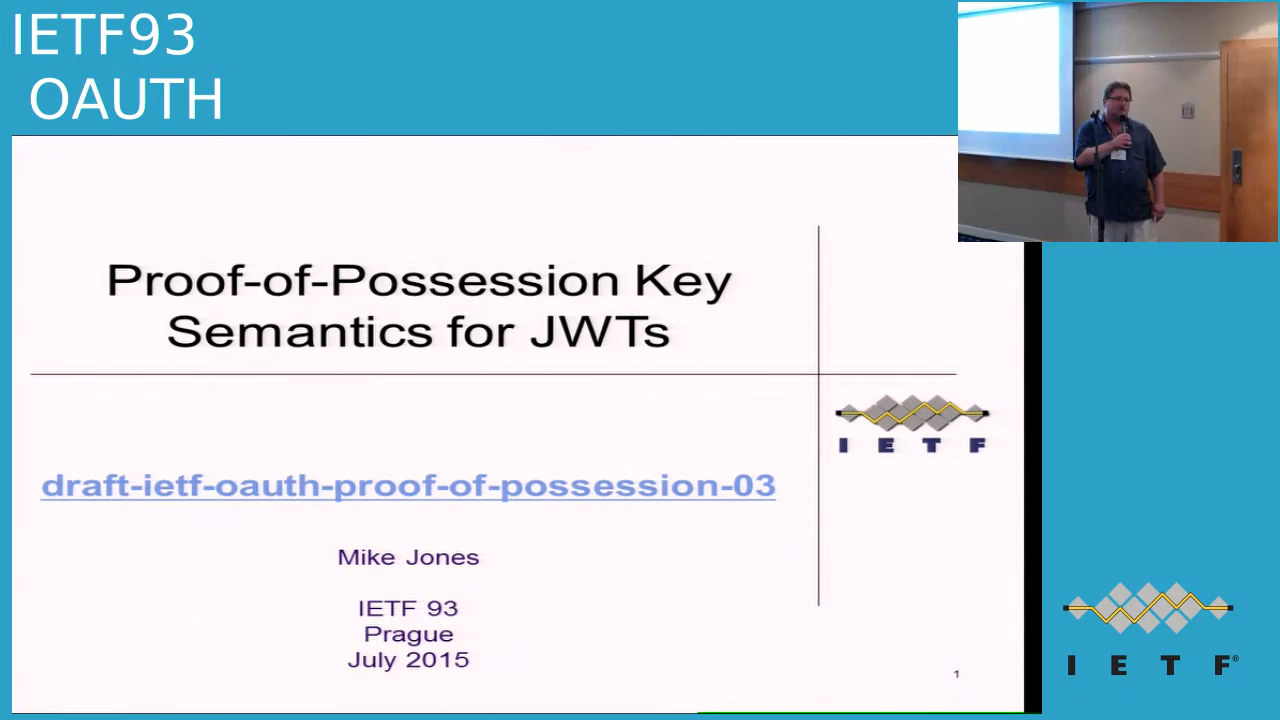 IETF93
OAUTH
Proof-of-Possession Key
Semantics for JWTs
I E T F
draft-ietf-oauth-proof-of-possession-03
Mike Jones
IETF 93
Prague
July 2015
1
I E T F®